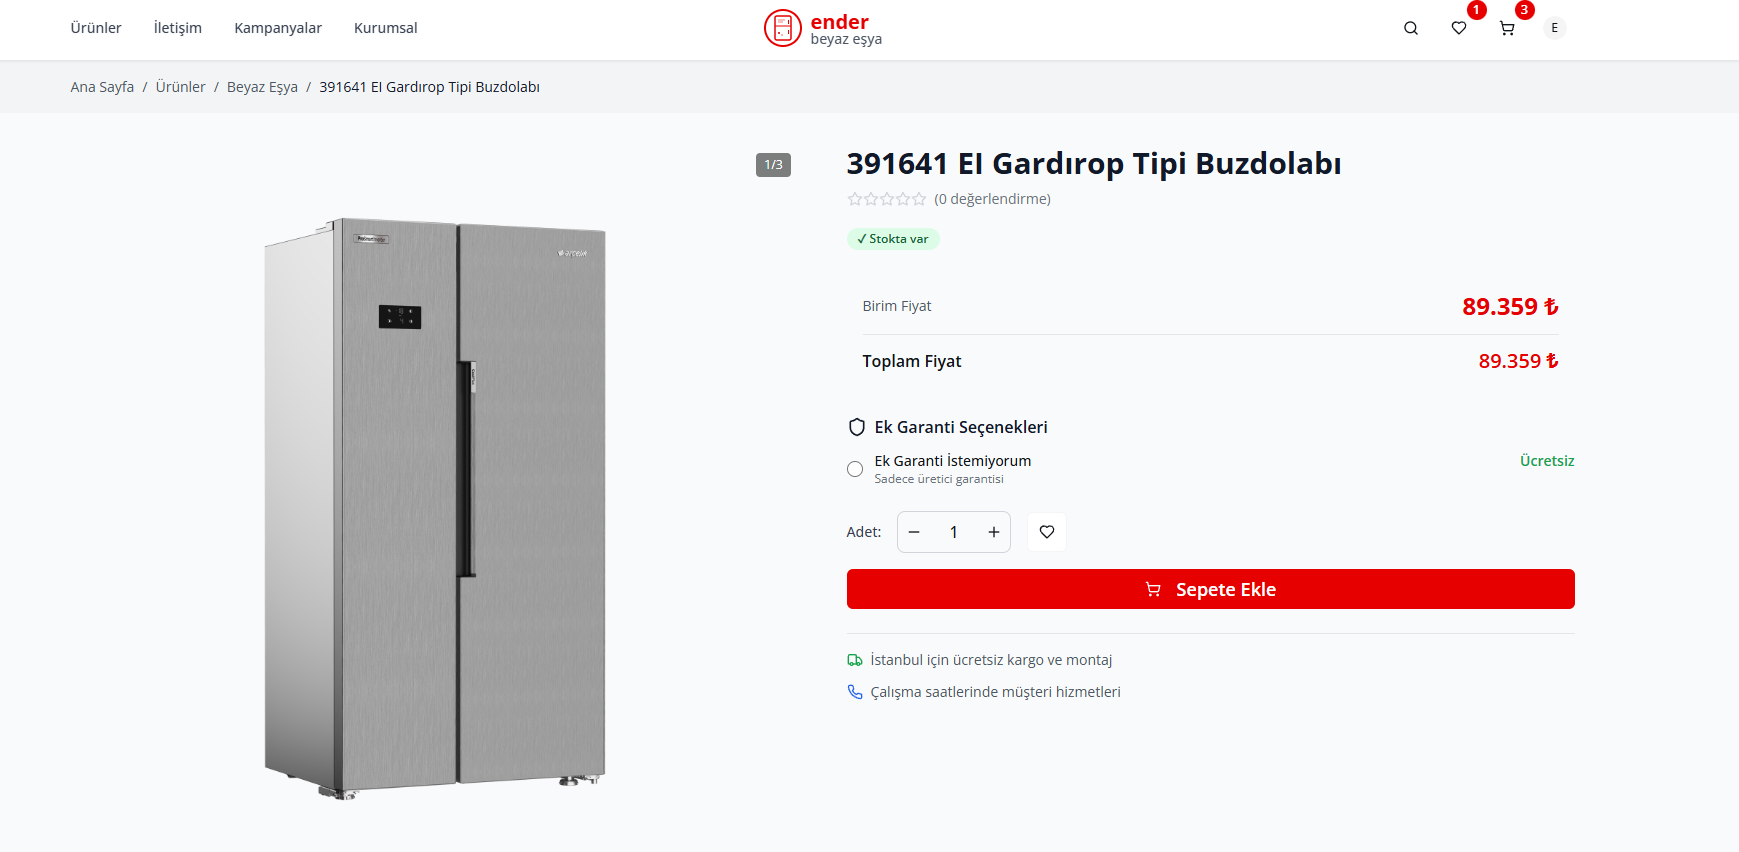 Ürünler
İletişim
Kampanyalar
Kurumsal
ender
beyaz eşya
1
3
E
Ana Sayfa / Ürünler / Beyaz Eşya / 391641 EI Gardırop Tipi Buzdolabı
1/3
arçelik
391641 EI Gardırop Tipi Buzdolabı
(0 değerlendirme)
✓ Stokta var
Birim Fiyat
89.359 ₺
Toplam Fiyat
89.359 ₺
Ek Garanti Seçenekleri
Ek Garanti İstemiyorum
Ücretsiz
Sadece üretici garantisi
Adet:
1
Sepete Ekle
İstanbul için ücretsiz kargo ve montaj
Çalışma saatlerinde müşteri hizmetleri